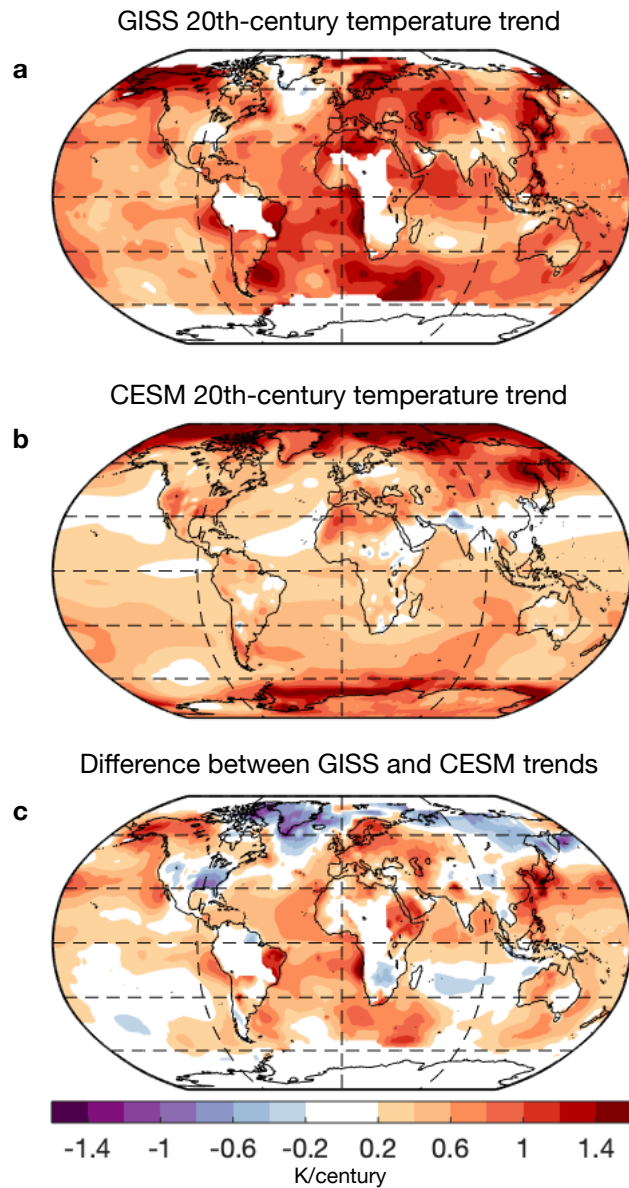 GISS 20th-century temperature trend
a
CESM 20th-century temperature trend
b
Difference between GISS and CESM trends
c
-1.4 -1 -0.6 -0.2 0.2 0.6 1 1.4
K/century